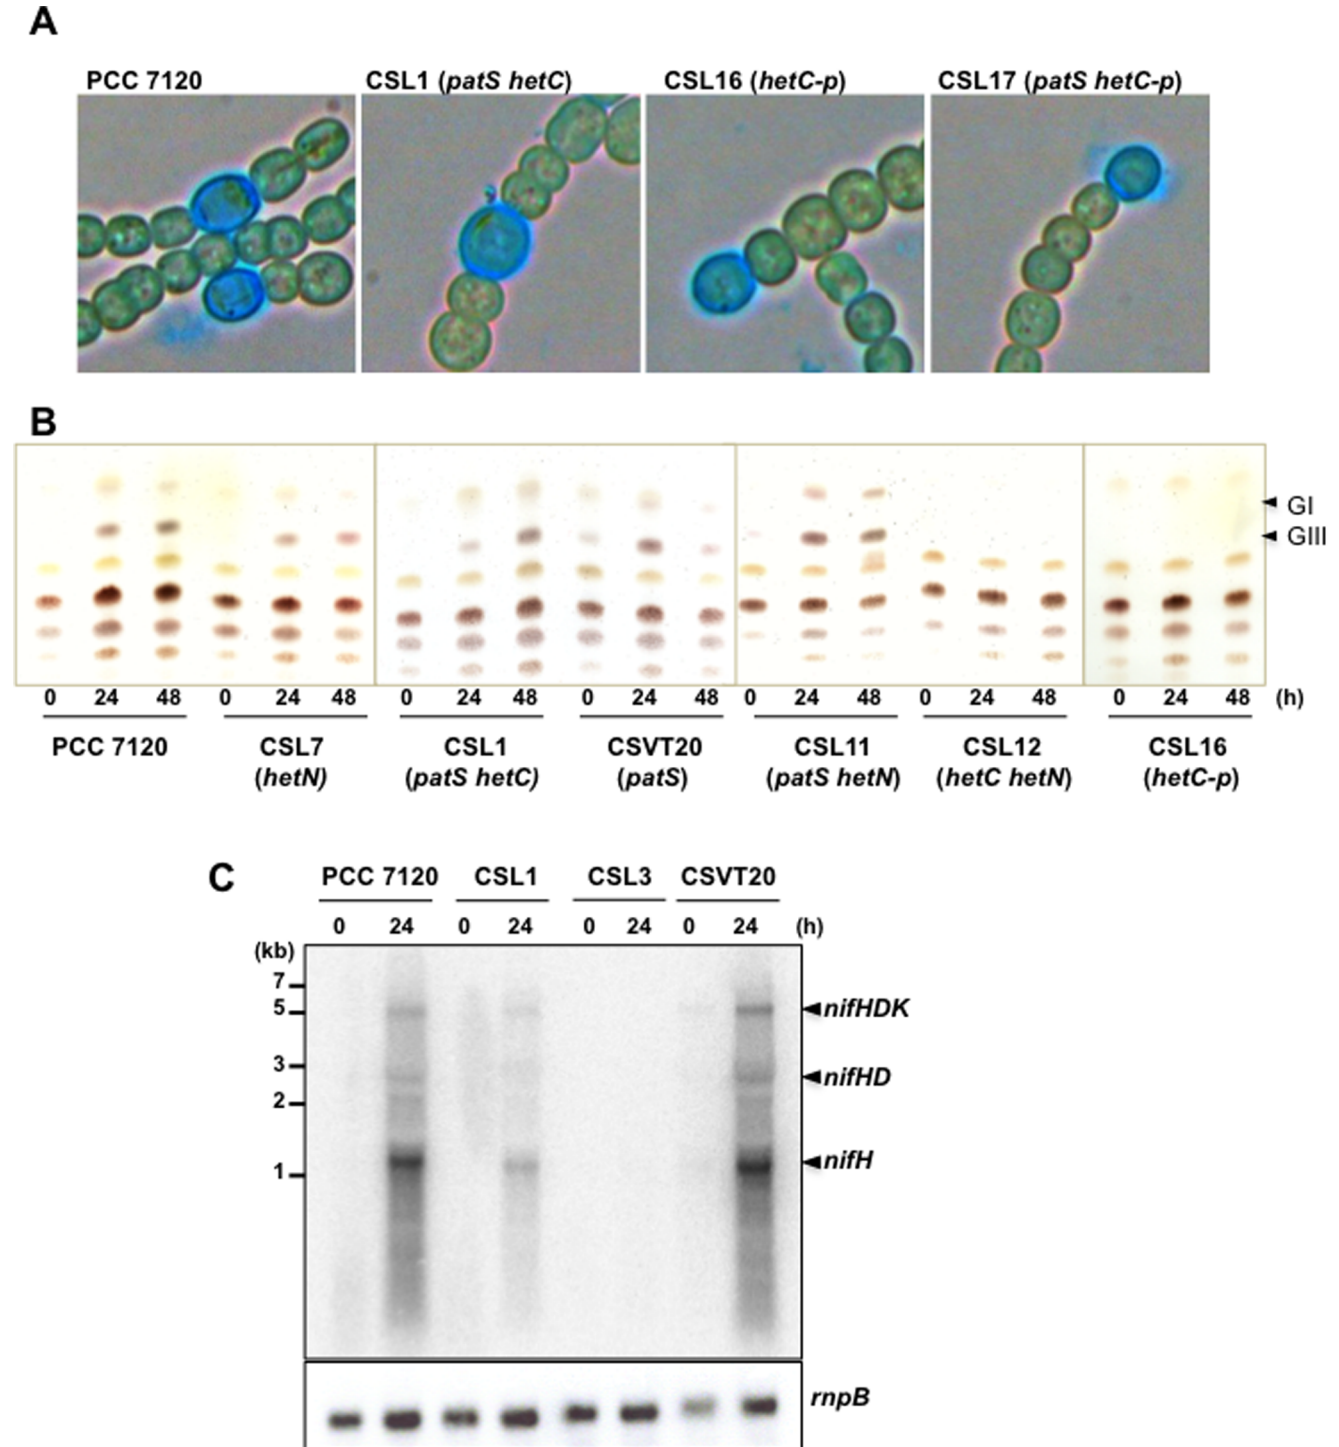 A
PCC 7120
CSL1 (patS hetC)
CSL16 (hetC-p)
CSL17 (patS hetC-p)
B
GI
GIII
0 24 48 0 24 48 0 24 48 0 24 48 0 24 48 0 24 48 0 24 48 (h)
PCC 7120 CSL7 CSL1 CSVT20 CSL11 CSL12 CSL16
(hetN) (patS hetC) (patS) (patS hetN) (hetC hetN) (hetC-p)
C
PCC 7120 CSL1 CSL3 CSVT20
0 24 0 24 0 24 0 24 (h)
(kb)
7
5 nifHDK
3 nifHD
2
1 nifH
rnpB